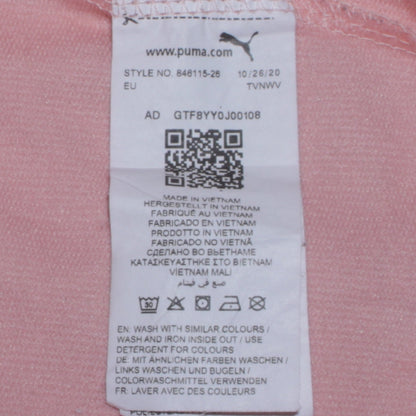 www.puma.com
STYLE NO. 846115-26 10/26/20
EU TVNWV
AD GTF8YY0J00108
MADE IN VIETNAM
HERGESTELLT IN VIETNAM
FABRIQUÉ AU VIETNAM
FABRICADO EN VIETNAM
PRODOTTO IN VIETNAM
FABRICADO NO VIETNÃ
СДЕЛАНО ВО ВЬЕТНАМЕ
ΚΑΤΑΣΚΕΥΑΣΤΗΚΕ ΣΤΟ ΒΙΕΤΝΑΜ
VIETNAM MALI
صنع في فيتنام
30
EN: WASH WITH SIMILAR COLOURS /
WASH AND IRON INSIDE OUT / USE
DETERGENT FOR COLOURS
DE: MIT ÄHNLICHEN FARBEN WASCHEN /
LINKS WASCHEN UND BÜGELN /
COLORWASCHMITTEL VERWENDEN
FR: LAVER AVEC DES COULEURS